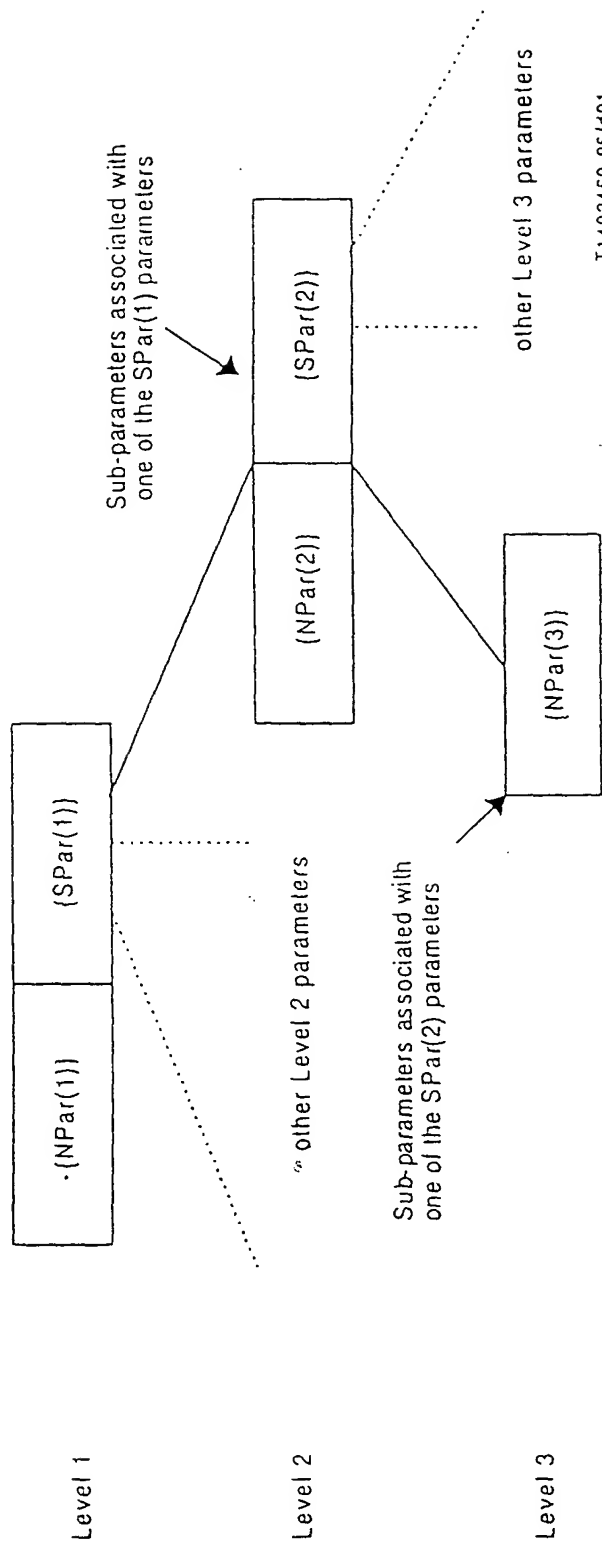 Level 1
{NPar(1)}
{SPar(1)}
Sub-parameters associated with
one of the SPar(1) parameters
other Level 2 parameters
Level 2
{NPar(2)}
{SPar(2)}
Sub-parameters associated with
one of the SPar(2) parameters
other Level 3 parameters
Level 3
{NPar(3)}